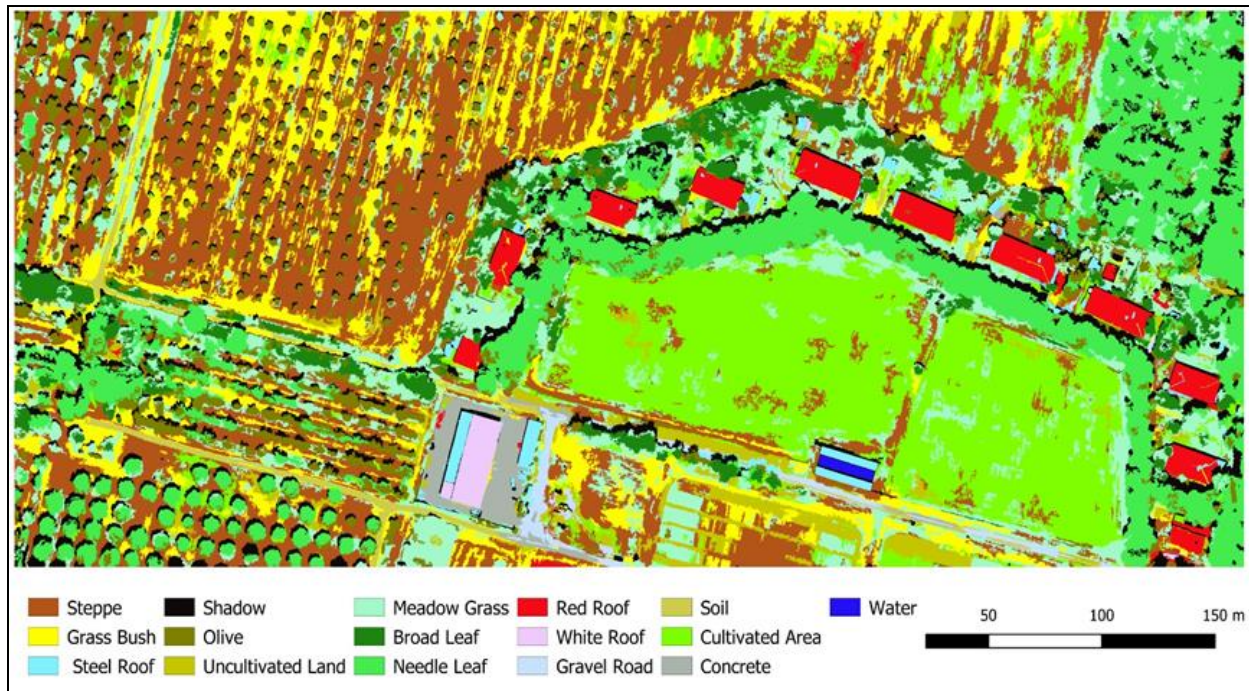 Steppe Shadow Meadow Grass Red Roof Soil Water
Grass Bush Olive Broad Leaf White Roof Cultivated Area
Steel Roof Uncultivated Land Needle Leaf Gravel Road Concrete
50 100 150 m